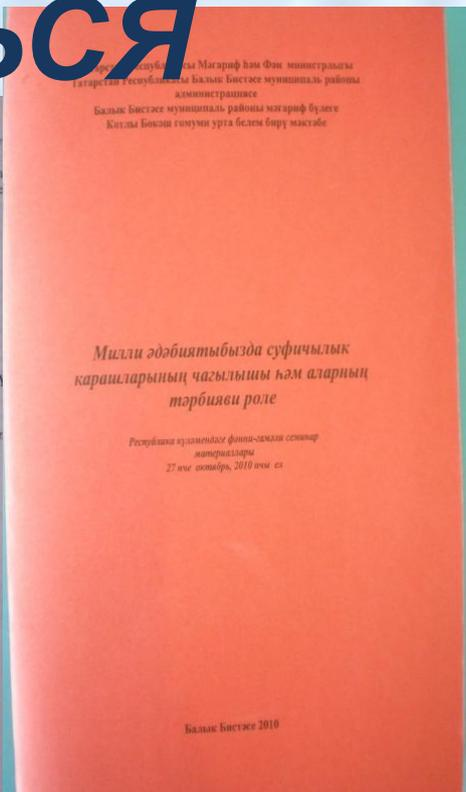 ЬСЯ
Республикасы Мәгариф һәм Фән министрлыгы
Татарстан Республикасы Балык Бистәсе муниципаль районы
администрациясе
Балык Бистәсе муниципаль районы мәгариф бүлеге
Котлы Бөкаш гомуми урта белем бирү мәктәбе
Милли әдәбиятыбызда суфичылык
карашларының чагылышы һәм аларның
тәрбияви роле
Республика күләмендәге фәнни-гамәли семинар
материаллары
27 нче октябрь, 2010 нчы ел
Балык Бистәсе 2010